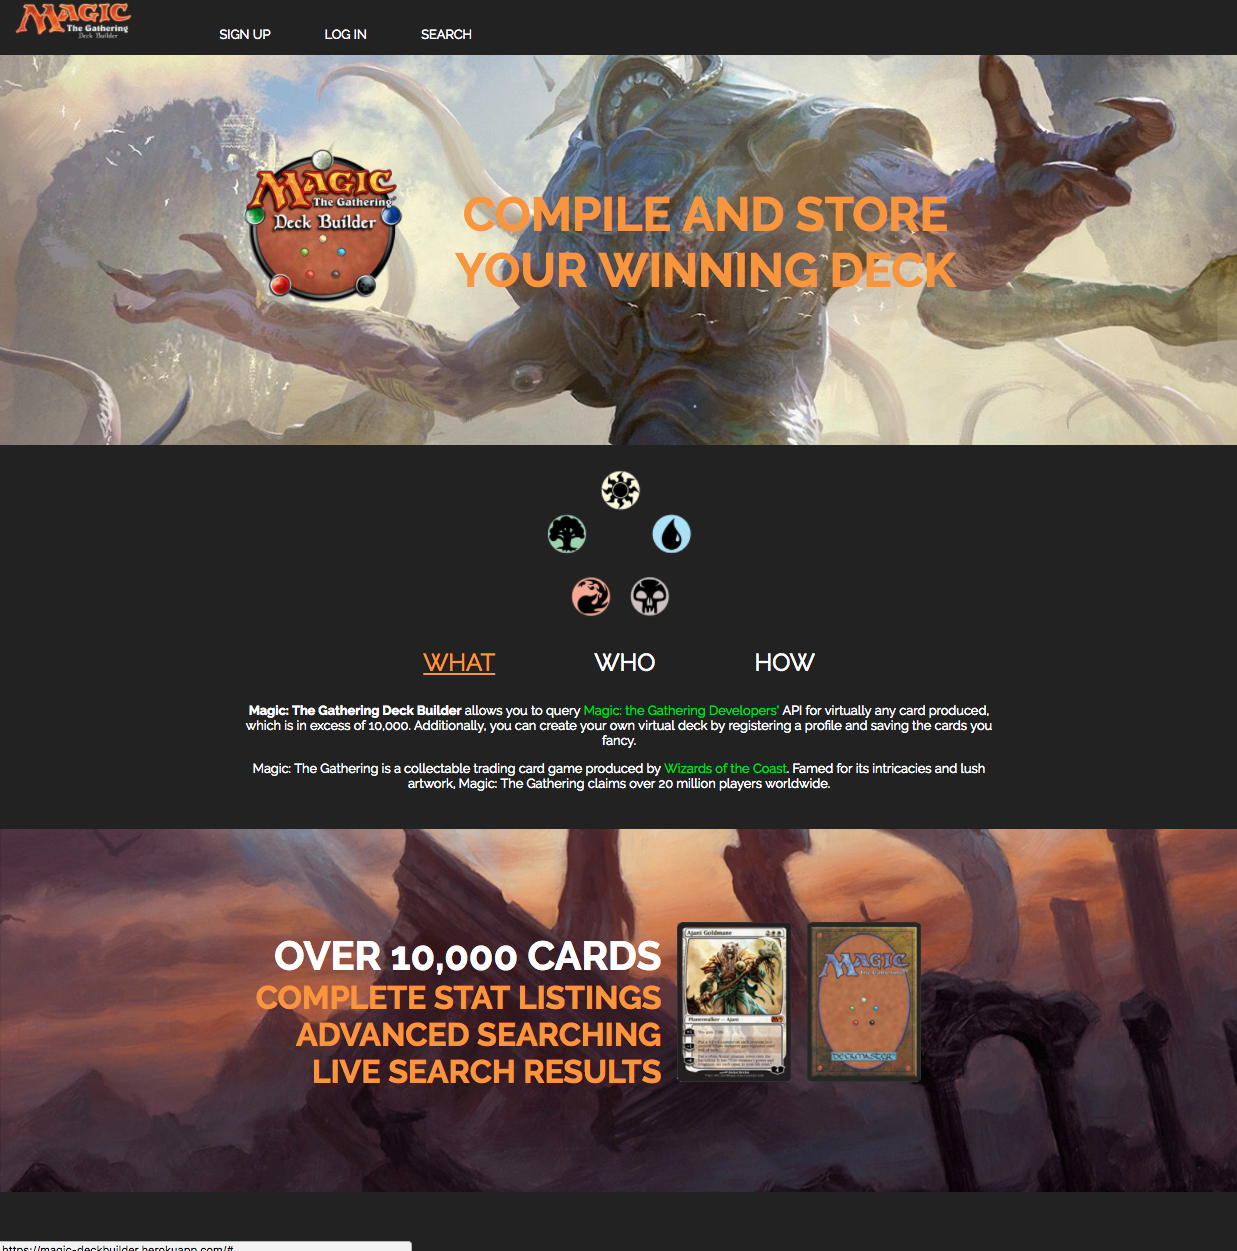 MAGIC
The Gathering
Deck Builder
SIGN UP LOG IN SEARCH
MAGIC
The Gathering
Deck Builder
COMPILE AND STORE
YOUR WINNING DECK
WHAT WHO HOW
Magic: The Gathering Deck Builder allows you to query Magic: the Gathering Developers' API for virtually any card produced,
which is in excess of 10,000. Additionally, you can create your own virtual deck by registering a profile and saving the cards you
fancy.
Magic: The Gathering is a collectable trading card game produced by Wizards of the Coast. Famed for its intricacies and lush
artwork, Magic: The Gathering claims over 20 million players worldwide.
OVER 10,000 CARDS
COMPLETE STAT LISTINGS
ADVANCED SEARCHING
LIVE SEARCH RESULTS
Ajani Goldmane
Planeswalker — Ajani
MAGIC
The Gathering
DECKMASTER
https://magic-deckbuilder.herokuapp.com/#